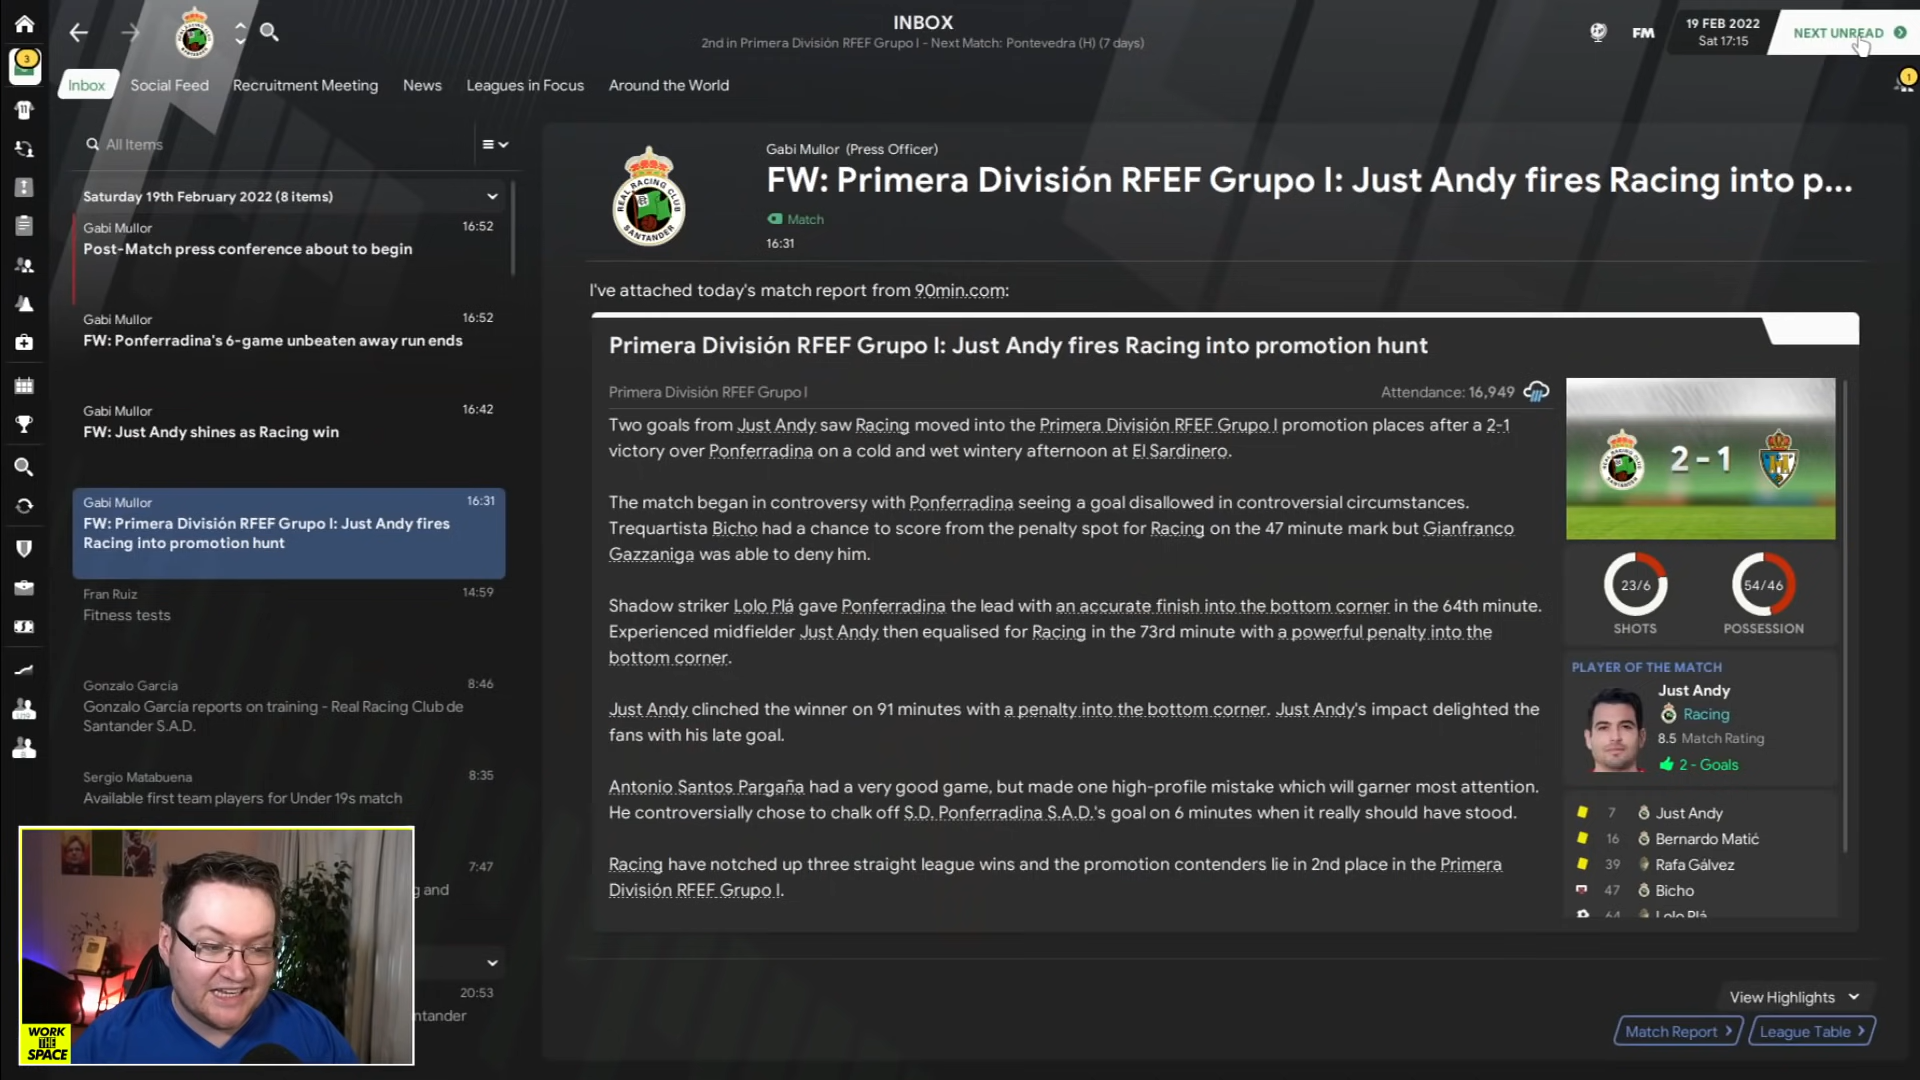 INBOX
2nd in Primera División RFEF Grupo I - Next Match: Pontevedra (H) (7 days)
FM
19 FEB 2022
Sat 17:15
NEXT UNREAD
3
1
Inbox
Social Feed
Recruitment Meeting
News
Leagues in Focus
Around the World
All Items
Saturday 19th February 2022 (8 items)
Gabi Mullor 16:52
Post-Match press conference about to begin
Gabi Mullor 16:52
FW: Ponferradina's 6-game unbeaten away run ends
Gabi Mullor 16:42
FW: Just Andy shines as Racing win
Gabi Mullor 16:31
FW: Primera División RFEF Grupo I: Just Andy fires
Racing into promotion hunt
Fran Ruiz 14:59
Fitness tests
Gonzalo García 8:46
Gonzalo García reports on training - Real Racing Club de
Santander S.A.D.
Sergio Matabuena 8:35
Available first team players for Under 19s match
7:47
and
20:53
ntander
WORK
THE
SPACE
REAL RACING CLUB
SANTANDER
Gabi Mullor (Press Officer)
FW: Primera División RFEF Grupo I: Just Andy fires Racing into p...
Match
16:31
I've attached today's match report from 90min.com:
Primera División RFEF Grupo I: Just Andy fires Racing into promotion hunt
Primera División RFEF Grupo I Attendance: 16,949
Two goals from Just Andy saw Racing moved into the Primera División RFEF Grupo I promotion places after a 2-1
victory over Ponferradina on a cold and wet wintery afternoon at El Sardinero.
The match began in controversy with Ponferradina seeing a goal disallowed in controversial circumstances.
Trequartista Bicho had a chance to score from the penalty spot for Racing on the 47 minute mark but Gianfranco
Gazzaniga was able to deny him.
Shadow striker Lolo Plá gave Ponferradina the lead with an accurate finish into the bottom corner in the 64th minute.
Experienced midfielder Just Andy then equalised for Racing in the 73rd minute with a powerful penalty into the
bottom corner.
Just Andy clinched the winner on 91 minutes with a penalty into the bottom corner. Just Andy's impact delighted the
fans with his late goal.
Antonio Santos Pargaña had a very good game, but made one high-profile mistake which will garner most attention.
He controversially chose to chalk off S.D. Ponferradina S.A.D.'s goal on 6 minutes when it really should have stood.
Racing have notched up three straight league wins and the promotion contenders lie in 2nd place in the Primera
División RFEF Grupo I.
2 - 1
23/6
SHOTS
54/46
POSSESSION
PLAYER OF THE MATCH
Just Andy
Racing
8.5 Match Rating
2 - Goals
7 Just Andy
16 Bernardo Matić
39 Rafa Gálvez
47 Bicho
64 Lolo Plá
View Highlights
Match Report
League Table